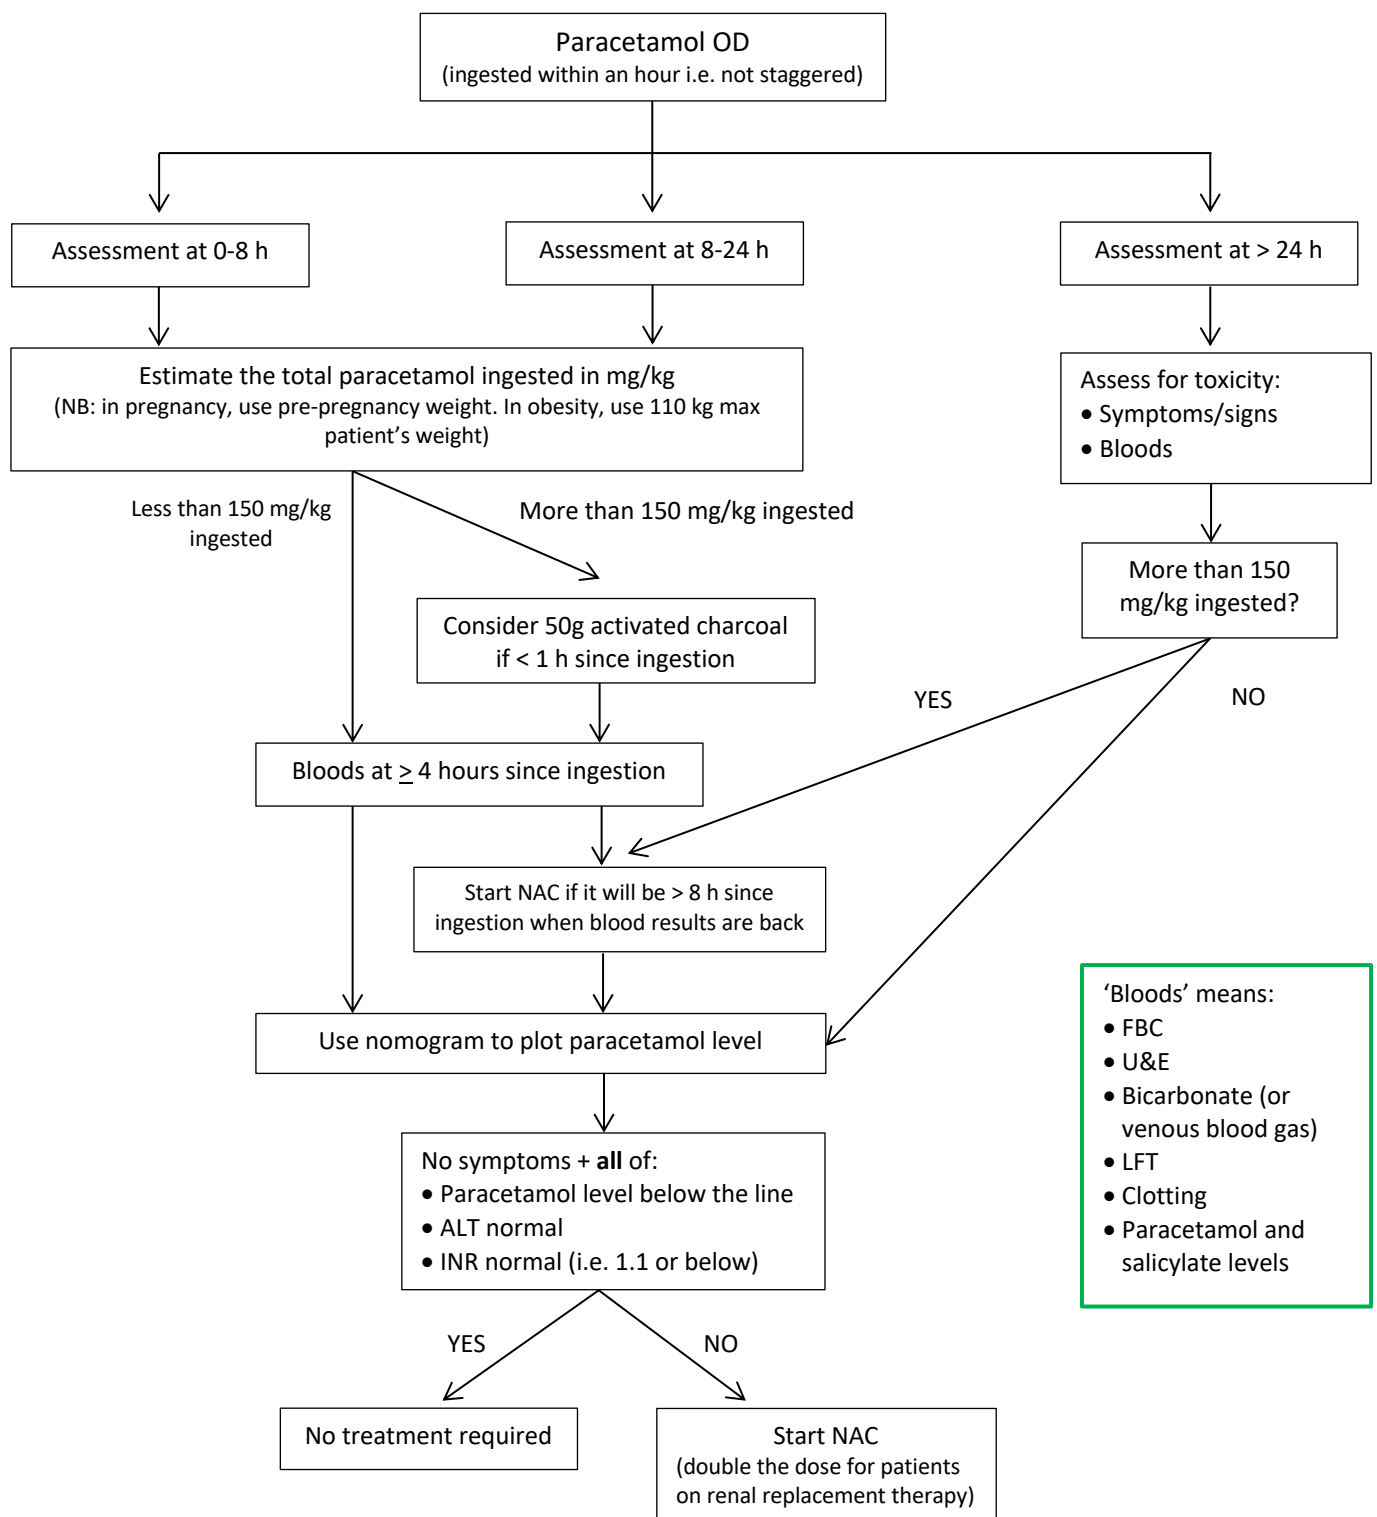 Paracetamol OD
(ingested within an hour i.e. not staggered)
Assessment at 0-8 h
Assessment at 8-24 h
Assessment at > 24 h
Estimate the total paracetamol ingested in mg/kg
(NB: in pregnancy, use pre-pregnancy weight. In obesity, use 110 kg max
patient’s weight)
Assess for toxicity:
• Symptoms/signs
• Bloods
Less than 150 mg/kg
ingested
More than 150 mg/kg ingested
More than 150
mg/kg ingested?
Consider 50g activated charcoal
if < 1 h since ingestion
YES
NO
Bloods at ≥ 4 hours since ingestion
Start NAC if it will be > 8 h since
ingestion when blood results are back
Use nomogram to plot paracetamol level
‘Bloods’ means:
• FBC
• U&E
• Bicarbonate (or
venous blood gas)
• LFT
• Clotting
• Paracetamol and
salicylate levels
No symptoms + all of:
• Paracetamol level below the line
• ALT normal
• INR normal (i.e. 1.1 or below)
YES
NO
No treatment required
Start NAC
(double the dose for patients
on renal replacement therapy)